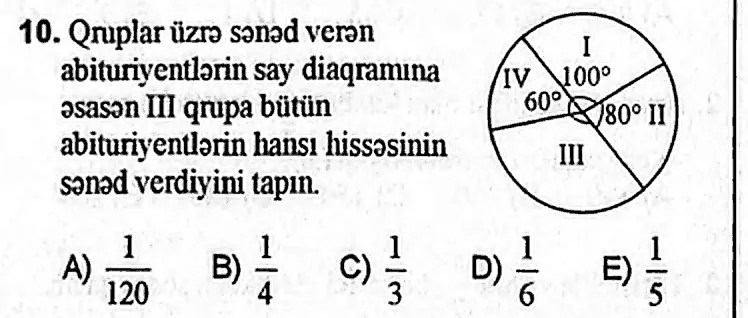 10. Qruplar üzrə sənəd verən
abituriyentlərin say diaqramına
əsasən III qrupa bütün
abituriyentlərin hansı hissəsinin
sənəd verdiyini tapın.
I
IV 100°
60° 80° II
III
A) 1/120 B) 1/4 C) 1/3 D) 1/6 E) 1/5